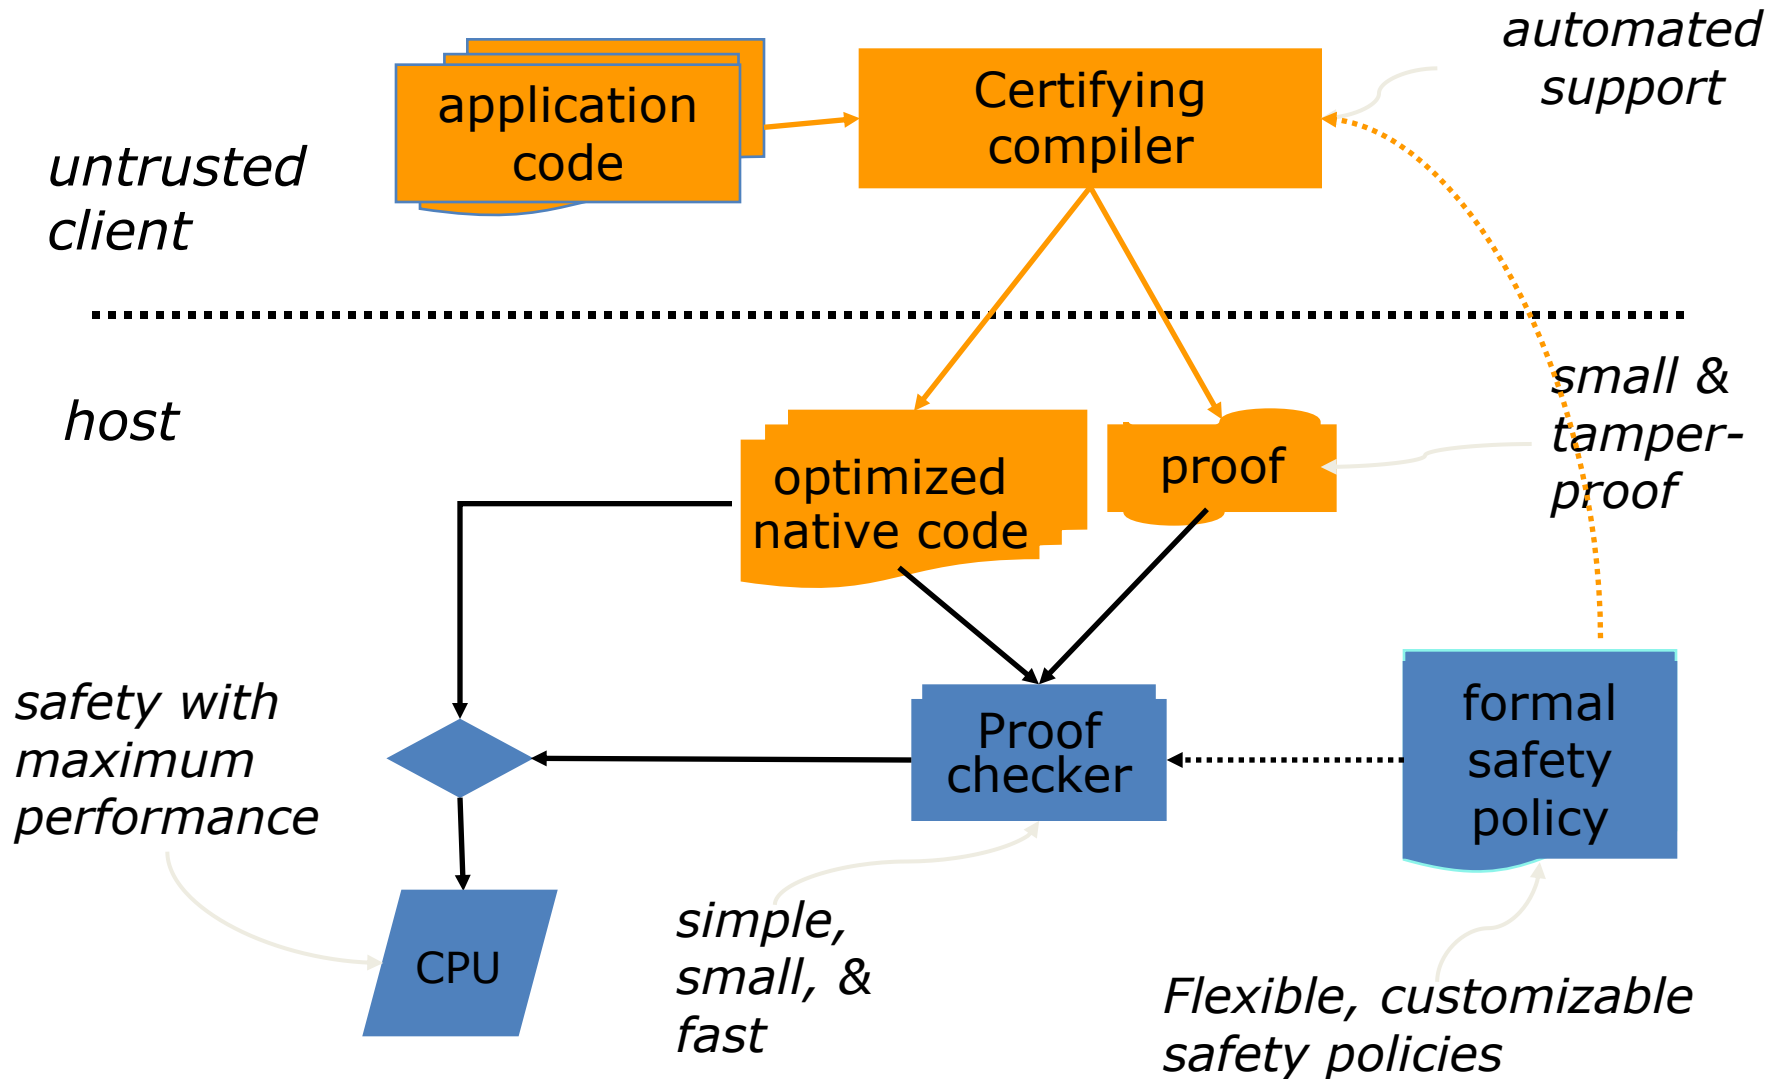 automated
support
application
code
Certifying
compiler
untrusted
client
host
small &
tamper-
proof
optimized
native code
proof
safety with
maximum
performance
Proof
checker
formal
safety
policy
CPU
simple,
small, &
fast
Flexible, customizable
safety policies